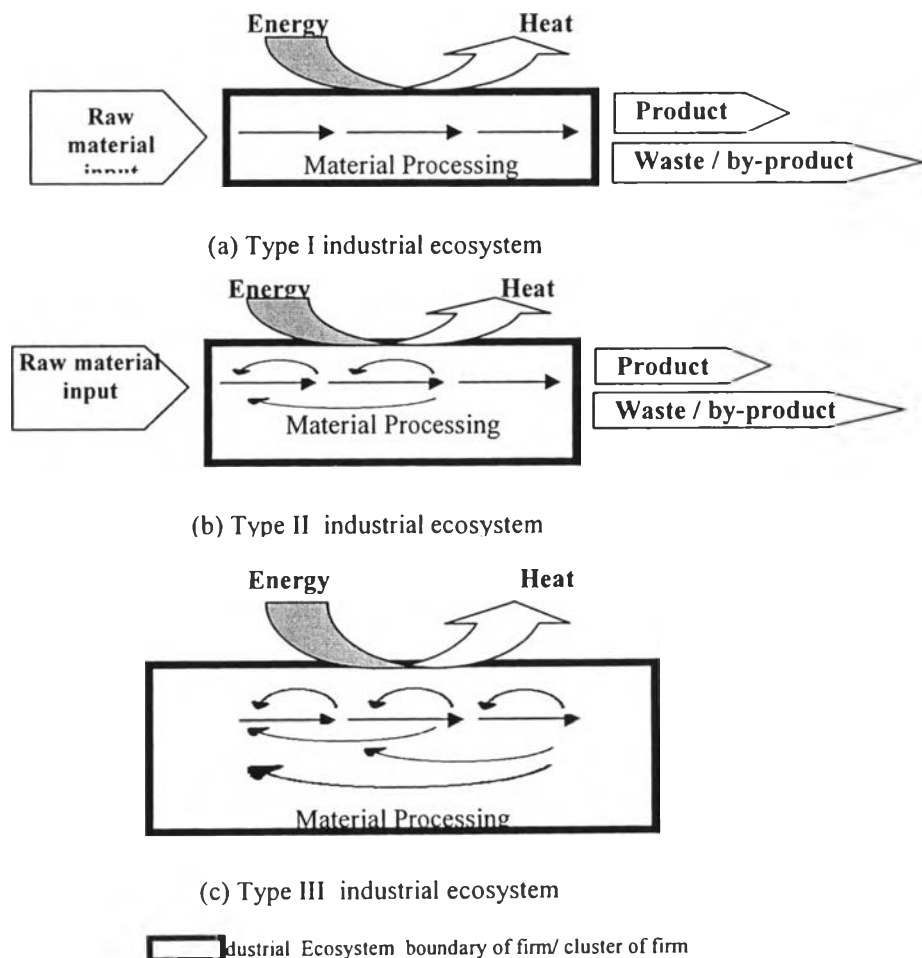 Energy Heat
Raw
material
input
Product
Waste / by-product
Material Processing
(a) Type I industrial ecosystem
Energy Heat
Raw material
input
Product
Waste / by-product
Material Processing
(b) Type II industrial ecosystem
Energy Heat
Material Processing
(c) Type III industrial ecosystem
dustrial Ecosystem boundary of firm/ cluster of firm